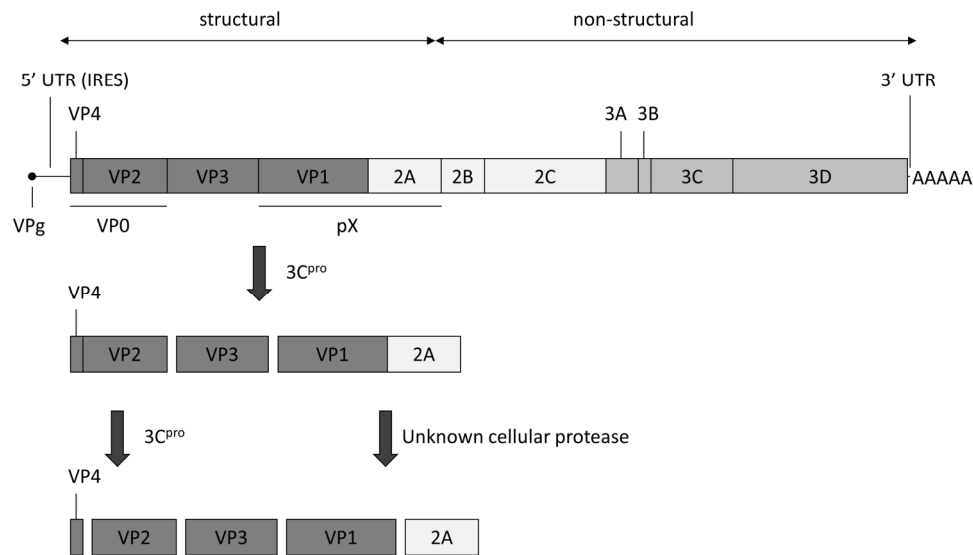 structural non-structural
5’ UTR (IRES) 3’ UTR
VP4 3A 3B
VP2 VP3 VP1 2A 2B 2C 3C 3D AAAAA
VPg VP0 pX
3Cpro
VP4
VP2 VP3 VP1 2A
3Cpro Unknown cellular protease
VP4
VP2 VP3 VP1 2A